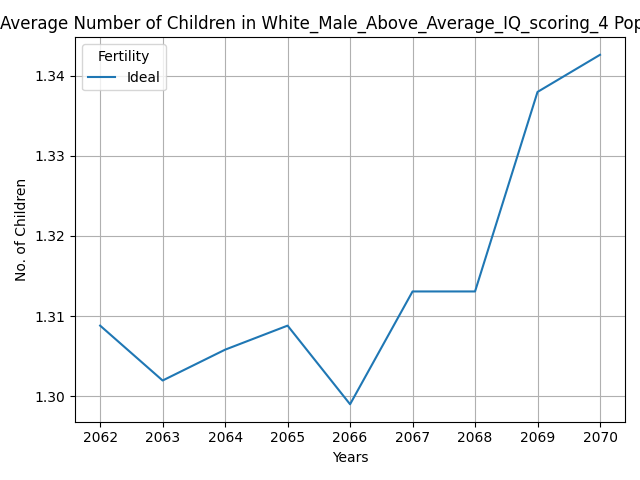 Average Number of Children in White_Male_Above_Average_IQ_scoring_4 Pop
Fertility
Ideal
No. of Children
1.34
1.33
1.32
1.31
1.30
2062 2063 2064 2065 2066 2067 2068 2069 2070
Years